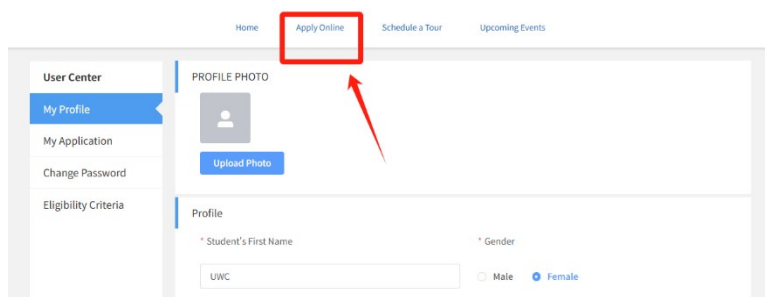 Home Apply Online Schedule a Tour Upcoming Events
User Center
My Profile
My Application
Change Password
Eligibility Criteria
PROFILE PHOTO
Upload Photo
Profile
* Student's First Name
UWC
* Gender
Male Female